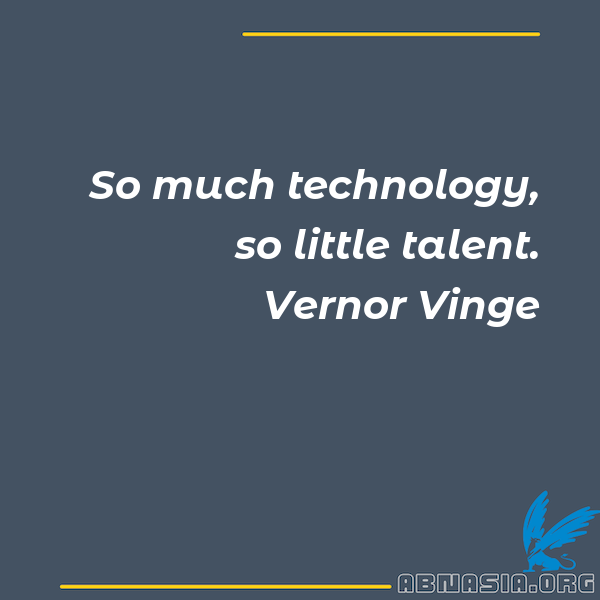 So much technology,
so little talent.
Vernor Vinge
ABNASIA.ORG